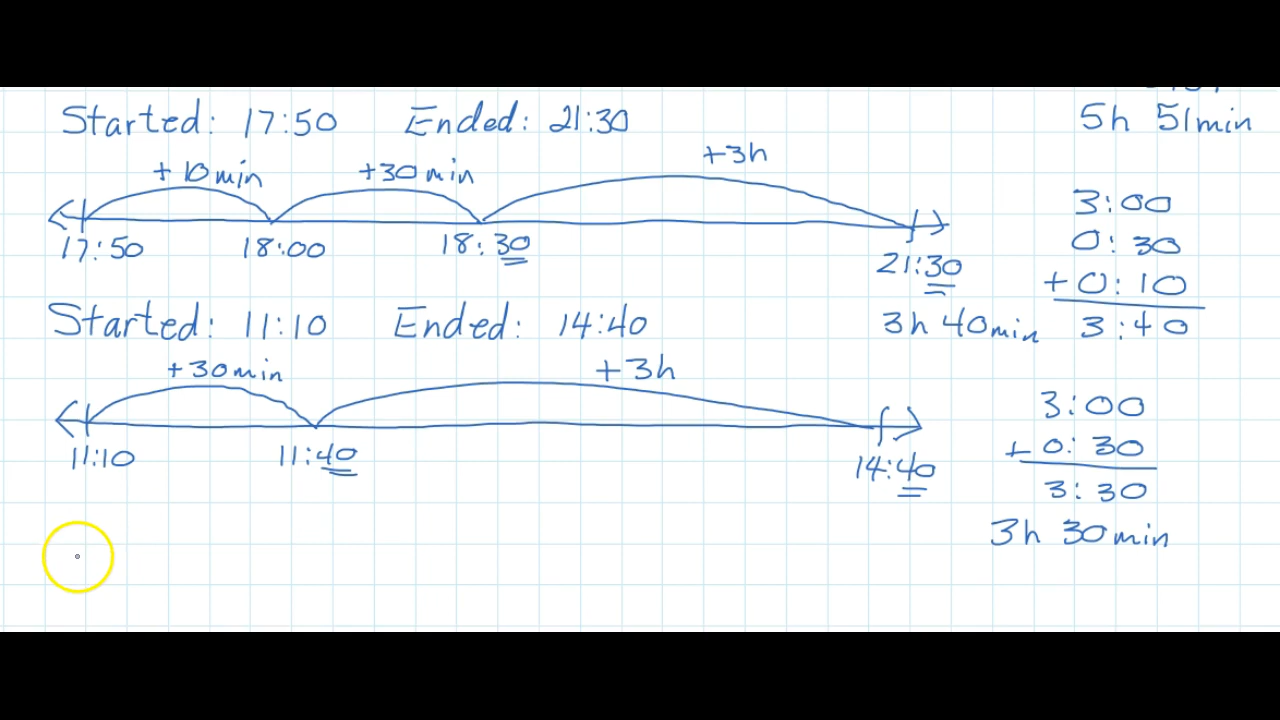 Started: 17:50 Ended: 21:30
5h 51min
+10min +30min +3h
17:50 18:00 18:30 21:30
3h 40min
3:00
0:30
+0:10
3:40
Started: 11:10 Ended: 14:40
+30min +3h
11:10 11:40 14:40
3:00
+0:30
3:30
3h 30min